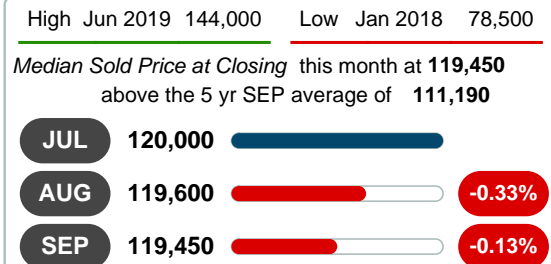 High Jun 2019 144,000 Low Jan 2018 78,500
Median Sold Price at Closing this month at 119,450
above the 5 yr SEP average of 111,190
JUL 120,000
AUG 119,600 -0.33%
SEP 119,450 -0.13%